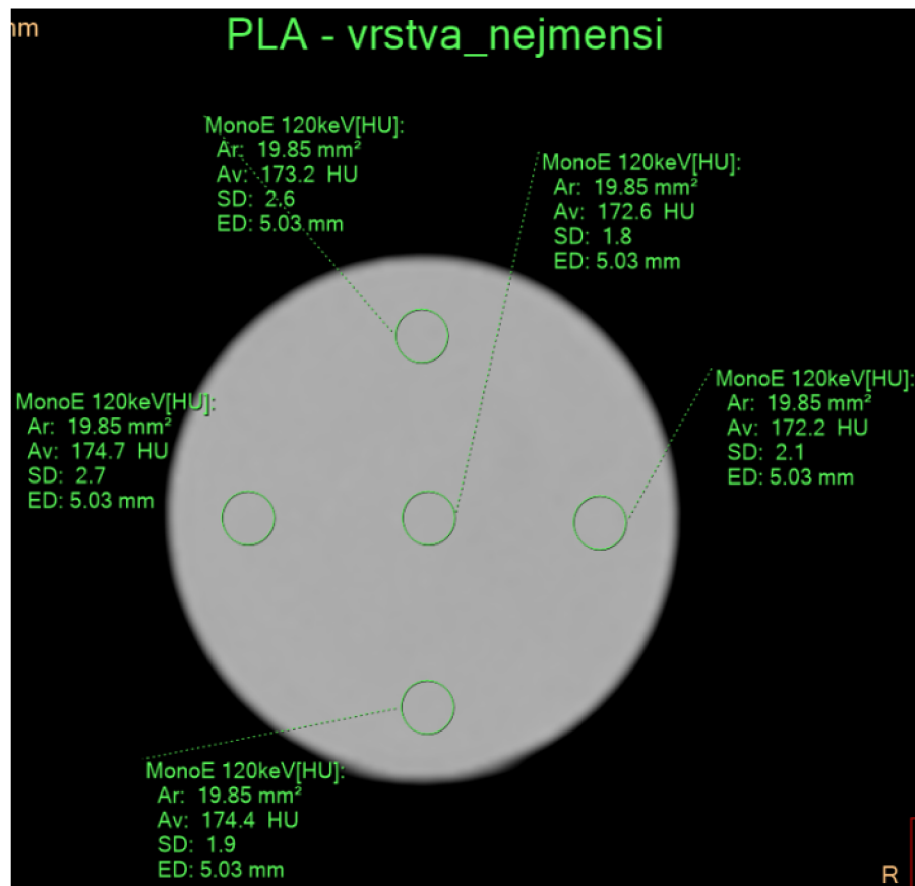 mm
PLA - vrstva_nejmensi
MonoE 120keV[HU]:
Ar: 19.85 mm²
Av: 173.2 HU
SD: 2.6
ED: 5.03 mm
MonoE 120keV[HU]:
Ar: 19.85 mm²
Av: 172.6 HU
SD: 1.8
ED: 5.03 mm
MonoE 120keV[HU]:
Ar: 19.85 mm²
Av: 172.2 HU
SD: 2.1
ED: 5.03 mm
MonoE 120keV[HU]:
Ar: 19.85 mm²
Av: 174.7 HU
SD: 2.7
ED: 5.03 mm
MonoE 120keV[HU]:
Ar: 19.85 mm²
Av: 174.4 HU
SD: 1.9
ED: 5.03 mm
R